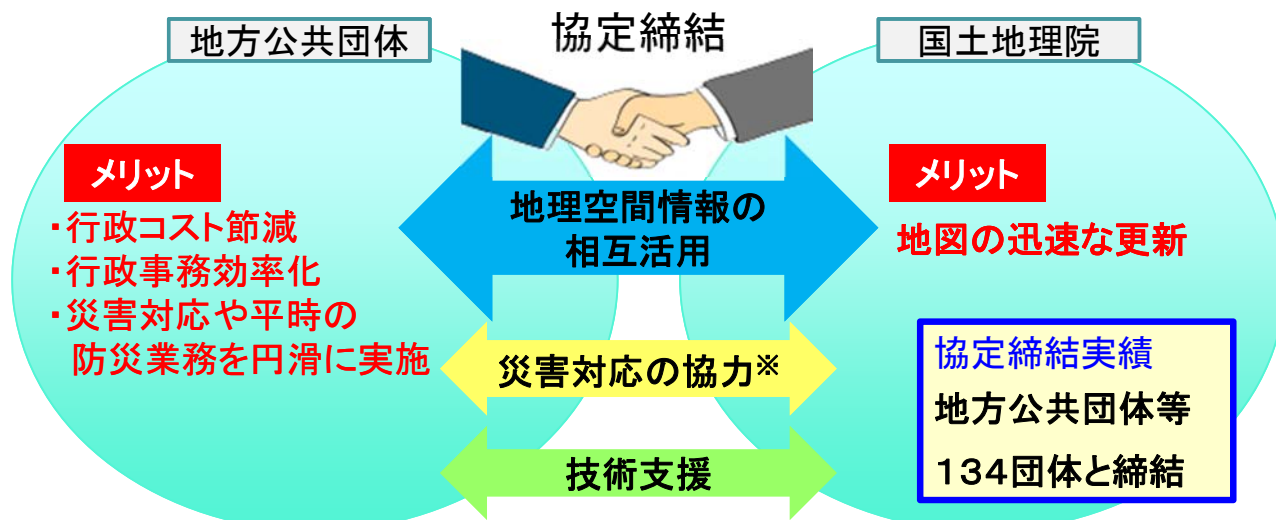 協定締結
地方公共団体
国土地理院
メリット
・行政コスト節減
・行政事務効率化
・災害対応や平時の
防災業務を円滑に実施
地理空間情報の
相互活用
災害対応の協力※
技術支援
メリット
地図の迅速な更新
協定締結実績
地方公共団体等
１３４団体と締結